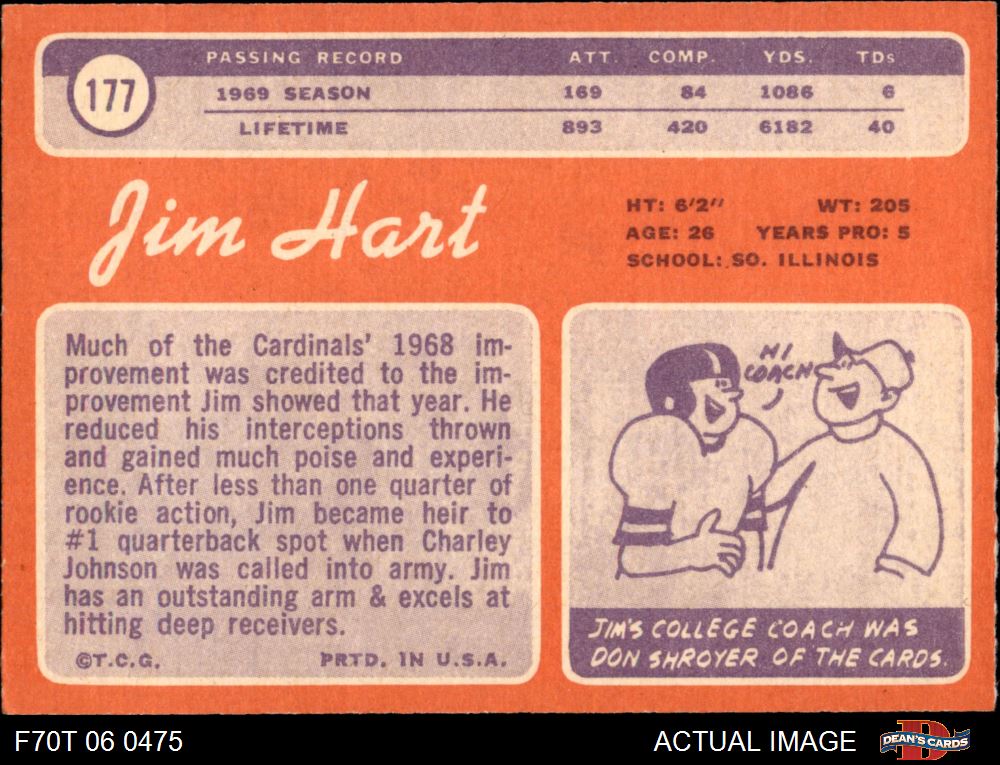 177
PASSING RECORD ATT. COMP. YDS. TDs
1969 SEASON 169 84 1086 6
LIFETIME 893 420 6182 40
Jim Hart
HT: 6'2" WT: 205
AGE: 26 YEARS PRO: 5
SCHOOL: SO. ILLINOIS
Much of the Cardinals' 1968 im-
provement was credited to the im-
provement Jim showed that year. He
reduced his interceptions thrown
and gained much poise and experi-
ence. After less than one quarter of
rookie action, Jim became heir to
#1 quarterback spot when Charley
Johnson was called into army. Jim
has an outstanding arm & excels at
hitting deep receivers.
©T.C.G. PRTD. IN U.S.A.
HI
COACH
JIM'S COLLEGE COACH WAS
DON SHROYER OF THE CARDS.
F70T 06 0475
ACTUAL IMAGE
DEAN'S CARDS